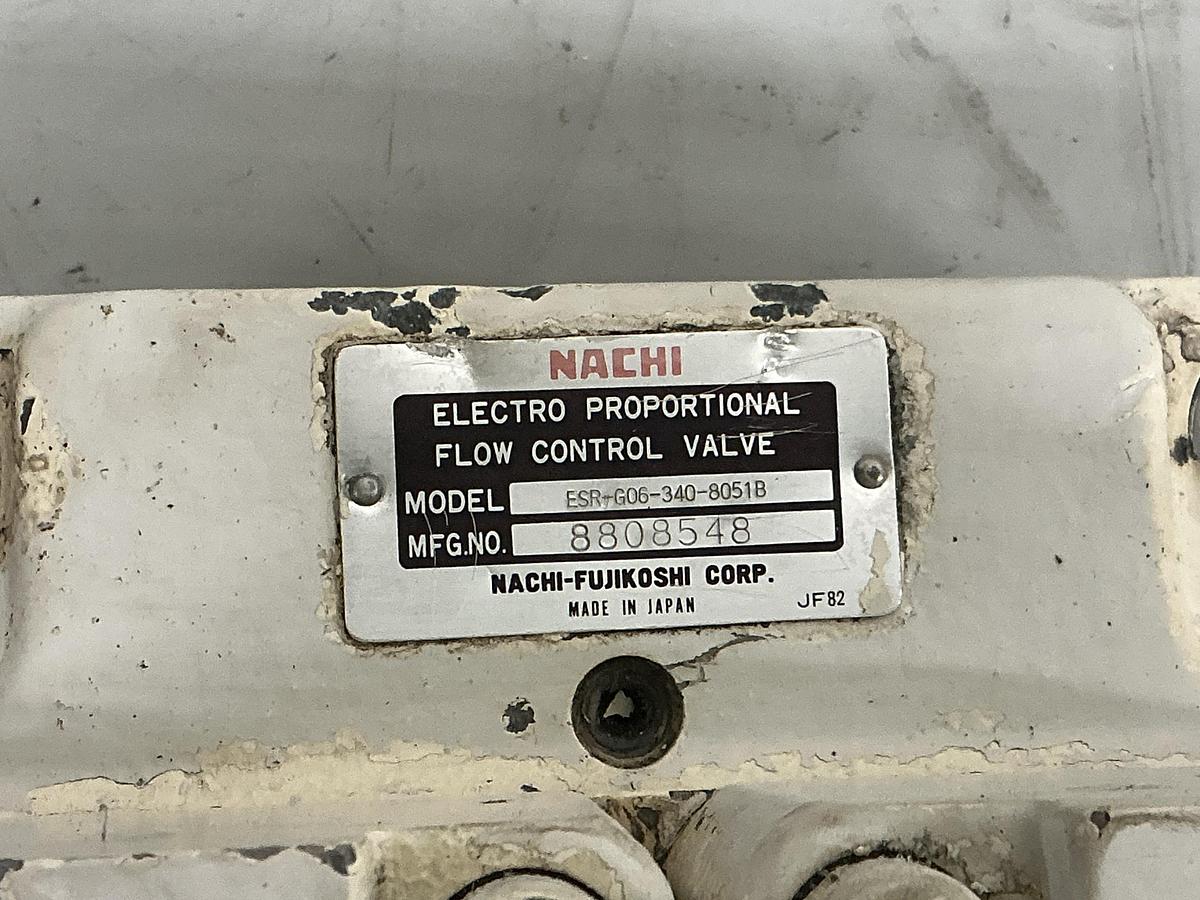 NACHI
ELECTRO PROPORTIONAL
FLOW CONTROL VALVE
MODEL ESR-G06-340-8051B
MFG.NO. 8808548
NACHI-FUJIKOSHI CORP.
MADE IN JAPAN JF82